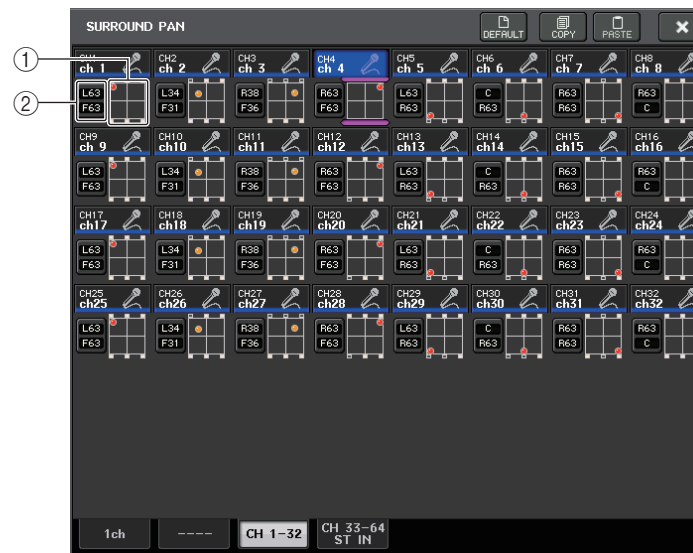 SURROUND PAN
DEFAULT COPY PASTE
1
2
CH1 CH2 CH3 CH4 CH5 CH6 CH7 CH8
ch 1 ch 2 ch 3 ch 4 ch 5 ch 6 ch 7 ch 8
L63 L34 R38 R63 L63 C R63 R63
F63 F31 F36 F63 R63 R63 R63 C
CH9 CH10 CH11 CH12 CH13 CH14 CH15 CH16
ch 9 ch10 ch11 ch12 ch13 ch14 ch15 ch16
L63 L34 R38 R63 L63 C R63 R63
F63 F31 F36 F63 R63 R63 R63 C
CH17 CH18 CH19 CH20 CH21 CH22 CH23 CH24
ch17 ch18 ch19 ch20 ch21 ch22 ch23 ch24
L63 L34 R38 R63 L63 C R63 R63
F63 F31 F36 F63 R63 R63 R63 C
CH25 CH26 CH27 CH28 CH29 CH30 CH31 CH32
ch25 ch26 ch27 ch28 ch29 ch30 ch31 ch32
L63 L34 R38 R63 L63 C R63 R63
F63 F31 F36 F63 R63 R63 R63 C
1ch ---- CH 1-32 CH 33-64
ST IN